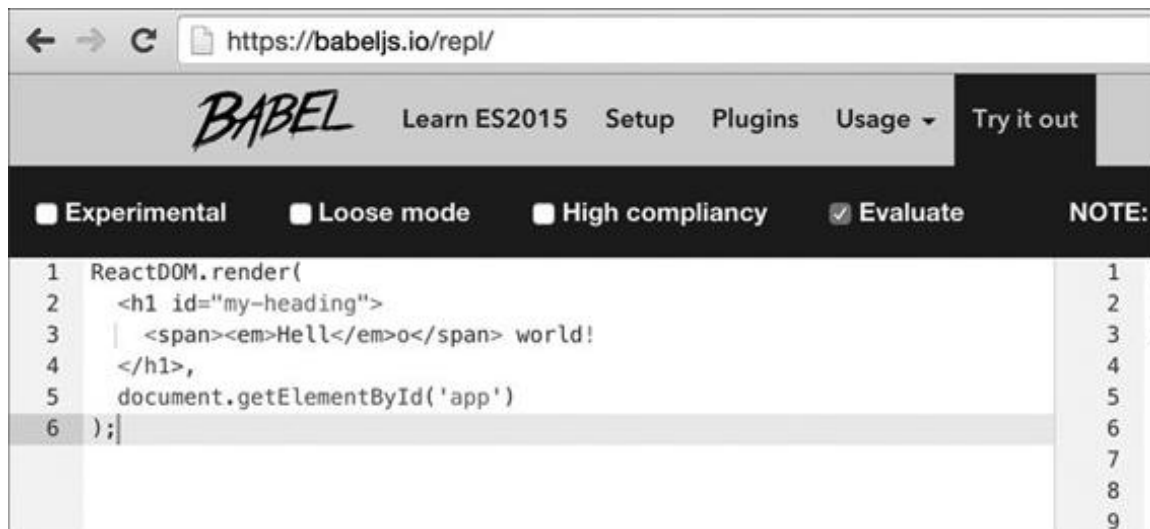 https://babeljs.io/repl/
BABEL Learn ES2015 Setup Plugins Usage Try it out
Experimental Loose mode High compliancy Evaluate NOTE:
1 ReactDOM.render( 1
2 <h1 id="my-heading"> 2
3 <span><em>Hell</em>o</span> world! 3
4 </h1>, 4
5 document.getElementById('app') 5
6 ); 6
7
8
9